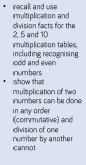 • recall and use
multiplication and
division facts for the
2, 5 and 10
multiplication tables,
including recognising
odd and even
numbers
• show that
multiplication of two
numbers can be done
in any order
(commutative) and
division of one
number by another
cannot